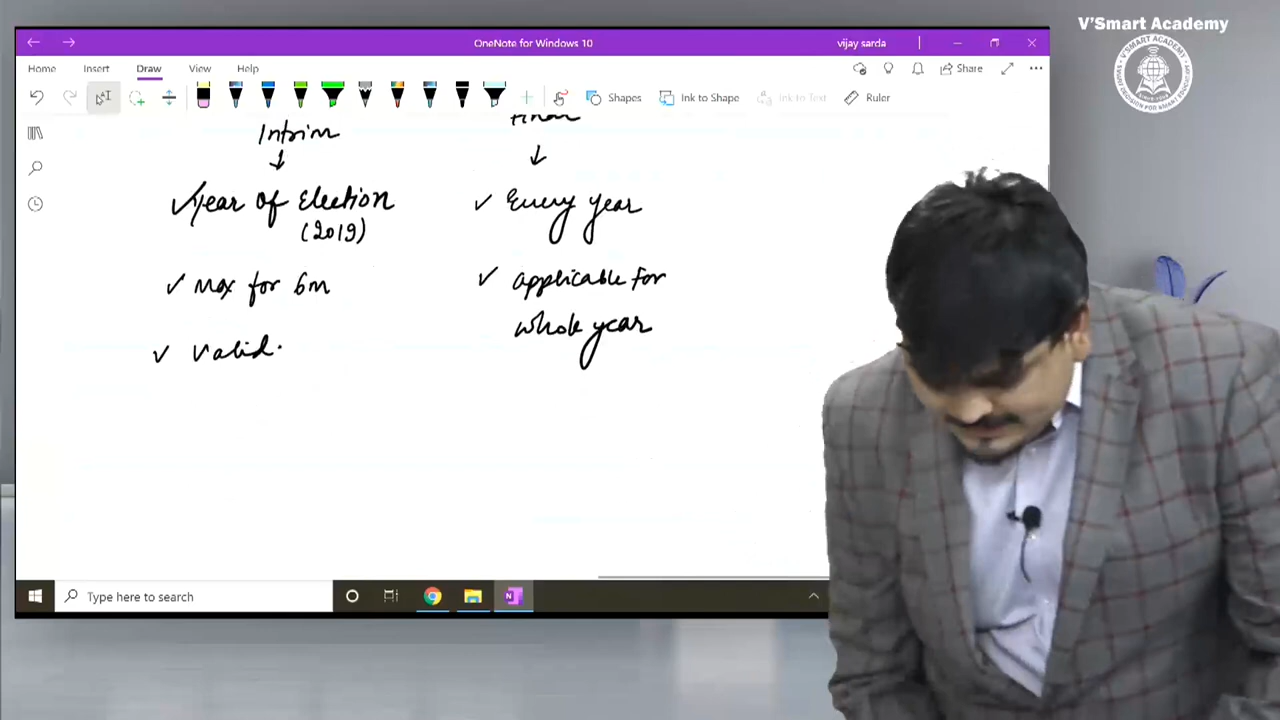 V'Smart Academy
OneNote for Windows 10
vijay sarda
Home
Insert
Draw
View
Help
Share
Shapes
Ink to Shape
Ink to Text
Ruler
Intrim
Year of Election
(2019)
Max for 6m
Valid.
Every year
applicable for
whole year
Type here to search